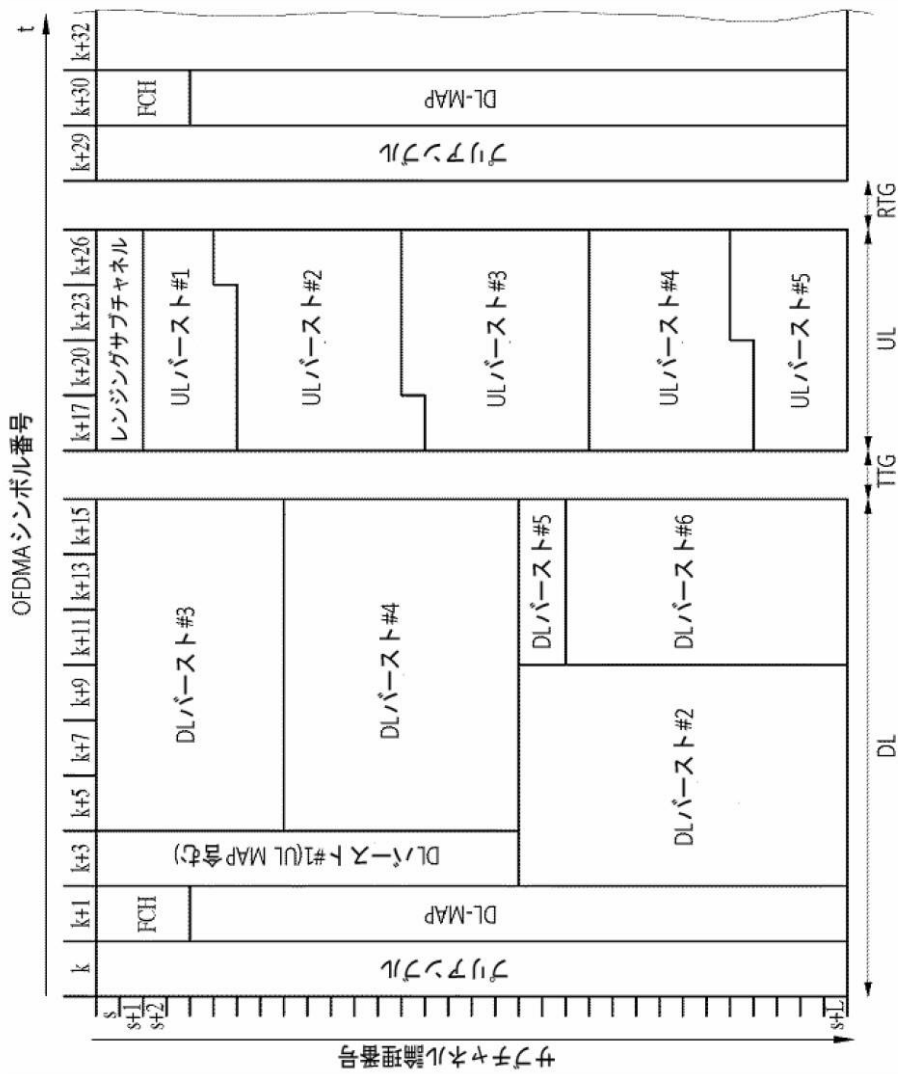 OFDMAシンボル番号
t
k
k+1
k+3
k+5
k+7
k+9
k+11
k+13
k+15
k+17
k+20
k+23
k+26
k+29
k+30
k+32
サブチャネル論理番号
s
s+1
s+2
s+L
プリアンブル
FCH
DL-MAP
DLバースト#1(UL MAP含む)
DLバースト#3
DLバースト#4
DLバースト#2
DLバースト#5
DLバースト#6
レンジングサブチャネル
ULバースト#1
ULバースト#2
ULバースト#3
ULバースト#4
ULバースト#5
プリアンブル
FCH
DL-MAP
DL
TTG
UL
RTG